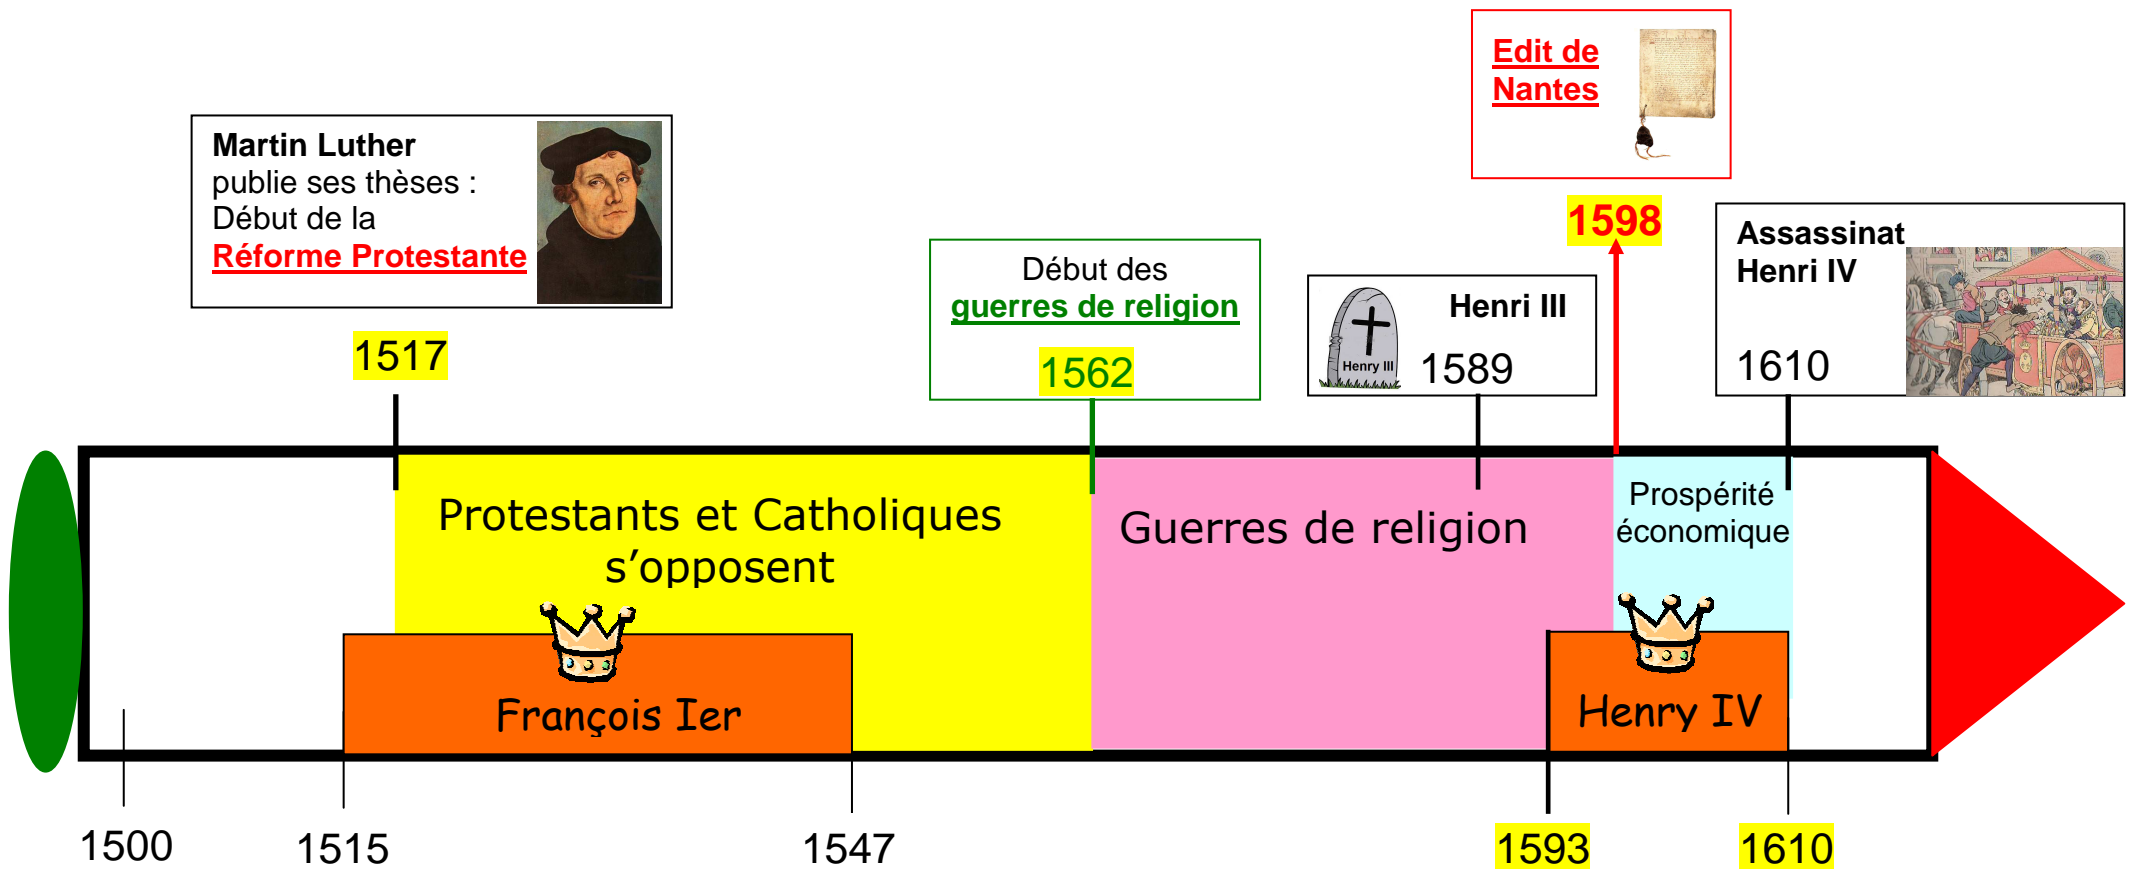 Edit de
Nantes
1598
Martin Luther
publie ses thèses :
Début de la
Réforme Protestante
1517
Début des
guerres de religion
1562
Henri III
Henry III
1589
Assassinat
Henri IV
1610
Protestants et Catholiques
s’opposent
Guerres de religion
Prospérité
économique
François Ier
Henry IV
1500
1515
1547
1593
1610